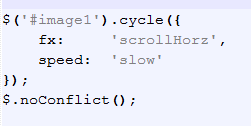 $('#image1').cycle({
    fx:     'scrollHorz',
    speed:  'slow'
});
$.noConflict();